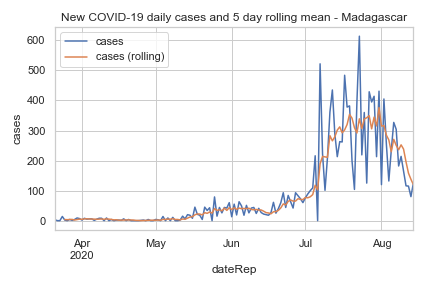 New COVID-19 daily cases and 5 day rolling mean - Madagascar
cases
cases (rolling)
600
500
400
300
200
100
0
cases
Apr
2020
May
Jun
Jul
Aug
dateRep